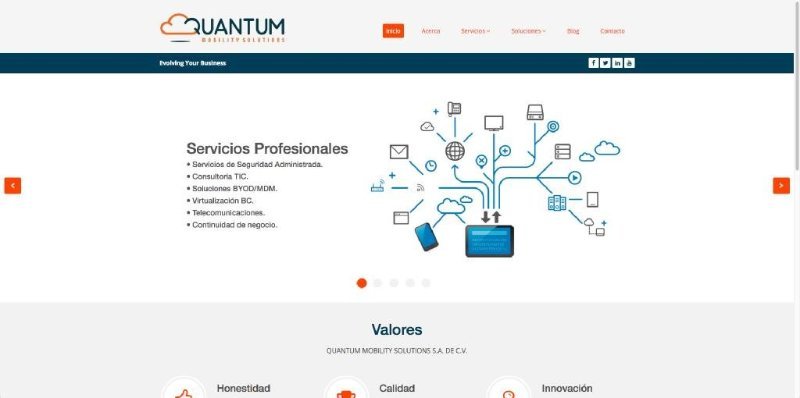 QUANTUM
MOBILITY SOLUTIONS
Inicio Acerca Servicios Soluciones Blog Contacto
Evolving Your Business
Servicios Profesionales
• Servicios de Seguridad Administrada.
• Consultoría TIC.
• Soluciones BYOD/MDM.
• Virtualización BC.
• Telecomunicaciones.
• Continuidad de negocio.
Valores
QUANTUM MOBILITY SOLUTIONS S.A. DE C.V.
Honestidad Calidad Innovación